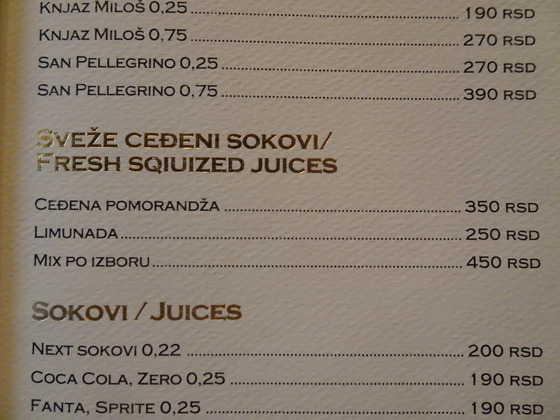 Knjaz Miloš 0,25 ........ 190 RSD
Knjaz Miloš 0,75 ........ 270 RSD
San Pellegrino 0,25 ........ 270 RSD
San Pellegrino 0,75 ........ 390 RSD
Sveže ceđeni sokovi/
Fresh sqiuized juices
Ceđena pomorandža ........ 350 RSD
Limunada ........ 250 RSD
Mix po izboru ........ 450 RSD
Sokovi / Juices
Next sokovi 0,22 ........ 200 RSD
Coca Cola, Zero 0,25 ........ 190 RSD
Fanta, Sprite 0,25 ........ 190 RSD